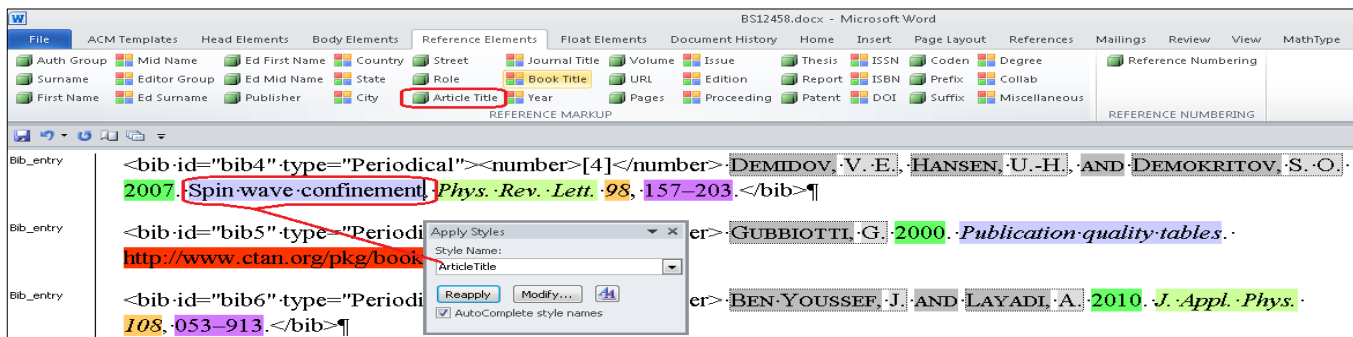 W
BS12458.docx - Microsoft Word
File ACM Templates Head Elements Body Elements Reference Elements Float Elements Document History Home Insert Page Layout References Mailings Review View MathType
Auth Group Mid Name Ed First Name Country Street Journal Title Volume Issue Thesis ISSN Coden Degree Reference Numbering
Surname Editor Group Ed Mid Name State Role Book Title URL Edition Report ISBN Prefix Collab
First Name Ed Surname Publisher City Article Title Year Pages Proceeding Patent DOI Suffix Miscellaneous
REFERENCE MARKUP REFERENCE NUMBERING
Bib_entry <bib·id="bib4"·type="Periodical"><number>[4]</number>·DEMIDOV,·V.·E.,·HANSEN,·U.-H.,·AND·DEMOKRITOV,·S.·O.·
2007.·Spin·wave·confinement,·Phys.·Rev.·Lett.·98,·157–203.</bib>¶
Bib_entry <bib·id="bib5"·type="Periodi er>·GUBBIOTTI,·G.·2000.·Publication·quality·tables.·
http://www.ctan.org/pkg/book
Apply Styles
Style Name:
ArticleTitle
Reapply Modify...
AutoComplete style names
Bib_entry <bib·id="bib6"·type="Periodi er>·BEN·YOUSSEF,·J.·AND·LAYADI,·A.·2010.·J.·Appl.·Phys.·
108,·053–913.</bib>¶